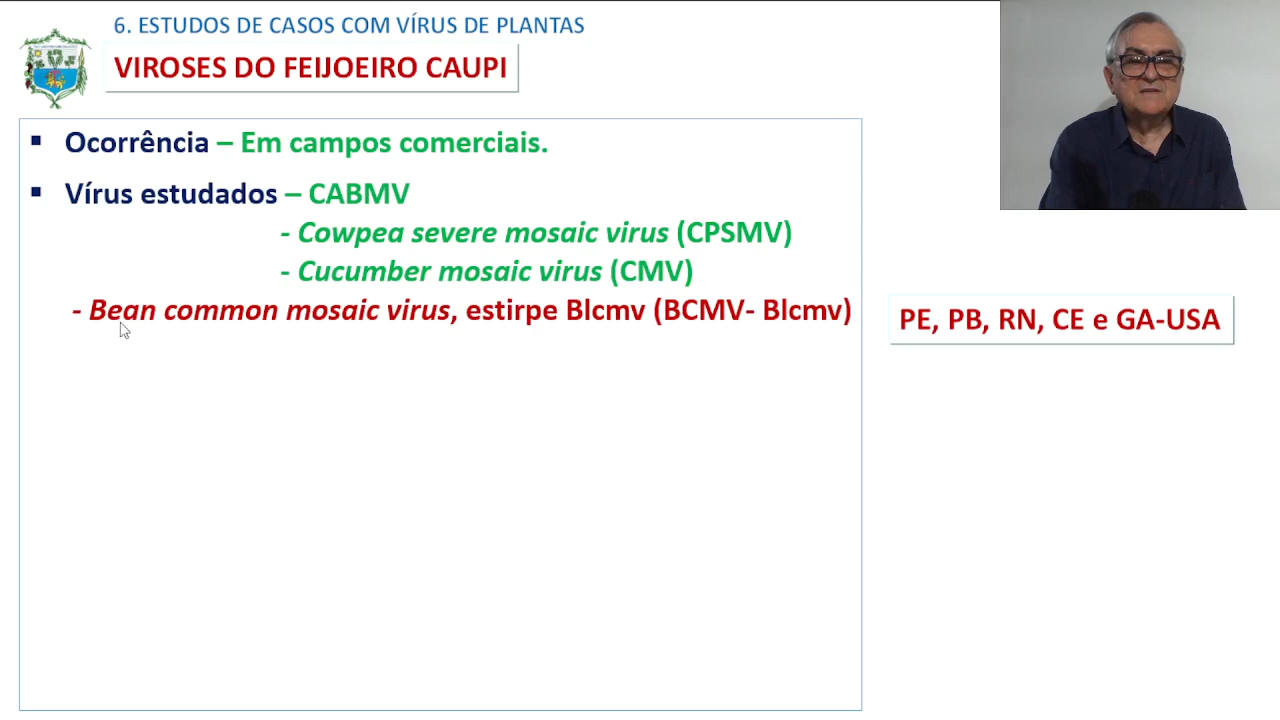 6. ESTUDOS DE CASOS COM VÍRUS DE PLANTAS
VIROSES DO FEIJOEIRO CAUPI
▪ Ocorrência – Em campos comerciais.
▪ Vírus estudados – CABMV
- Cowpea severe mosaic virus (CPSMV)
- Cucumber mosaic virus (CMV)
- Bean common mosaic virus, estirpe Blcmv (BCMV- Blcmv)
PE, PB, RN, CE e GA-USA